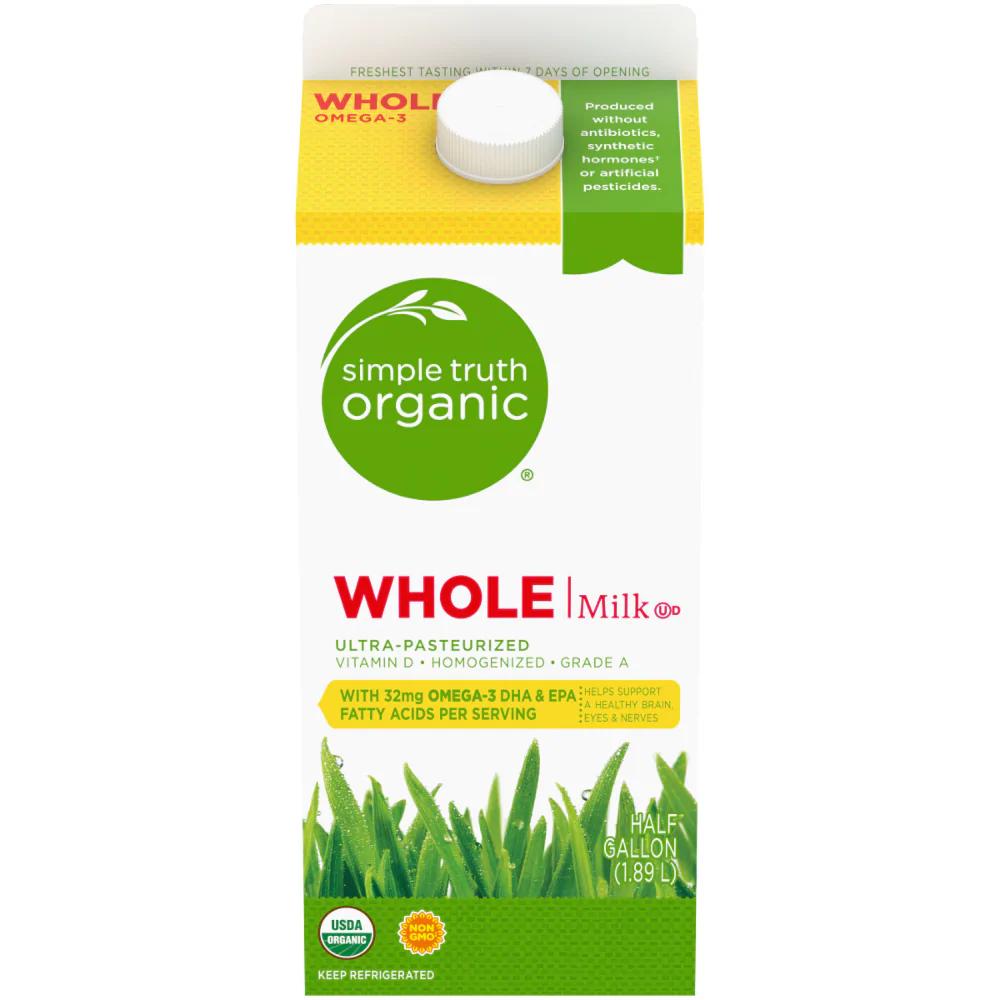 FRESHEST TASTING WITHIN 7 DAYS OF OPENING
WHOL
OMEGA-3
Produced
without
antibiotics,
synthetic
hormones†
or artificial
pesticides.
simple truth
organic
®
WHOLE | Milk ⓊD
ULTRA-PASTEURIZED
VITAMIN D • HOMOGENIZED • GRADE A
WITH 32mg OMEGA-3 DHA & EPA
FATTY ACIDS PER SERVING
HELPS SUPPORT
A HEALTHY BRAIN,
EYES & NERVES
HALF
GALLON
(1.89 L)
USDA
ORGANIC
NON
GMO
KEEP REFRIGERATED